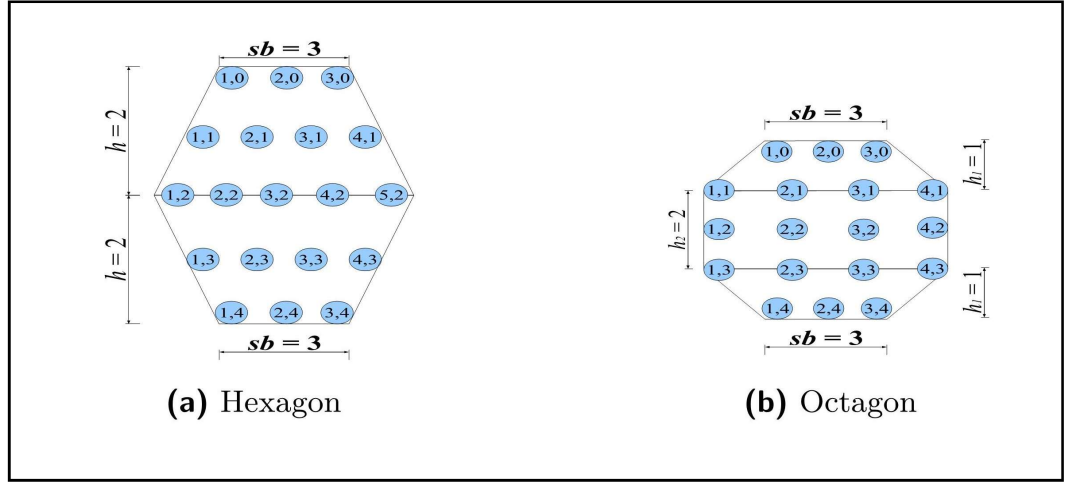 sb = 3
1,0 2,0 3,0
h = 2
1,1 2,1 3,1 4,1
1,2 2,2 3,2 4,2 5,2
h = 2
1,3 2,3 3,3 4,3
1,4 2,4 3,4
sb = 3
(a) Hexagon
sb = 3
1,0 2,0 3,0
h1 = 1
1,1 2,1 3,1 4,1
h2 = 2
1,2 2,2 3,2 4,2
1,3 2,3 3,3 4,3
h1 = 1
1,4 2,4 3,4
sb = 3
(b) Octagon